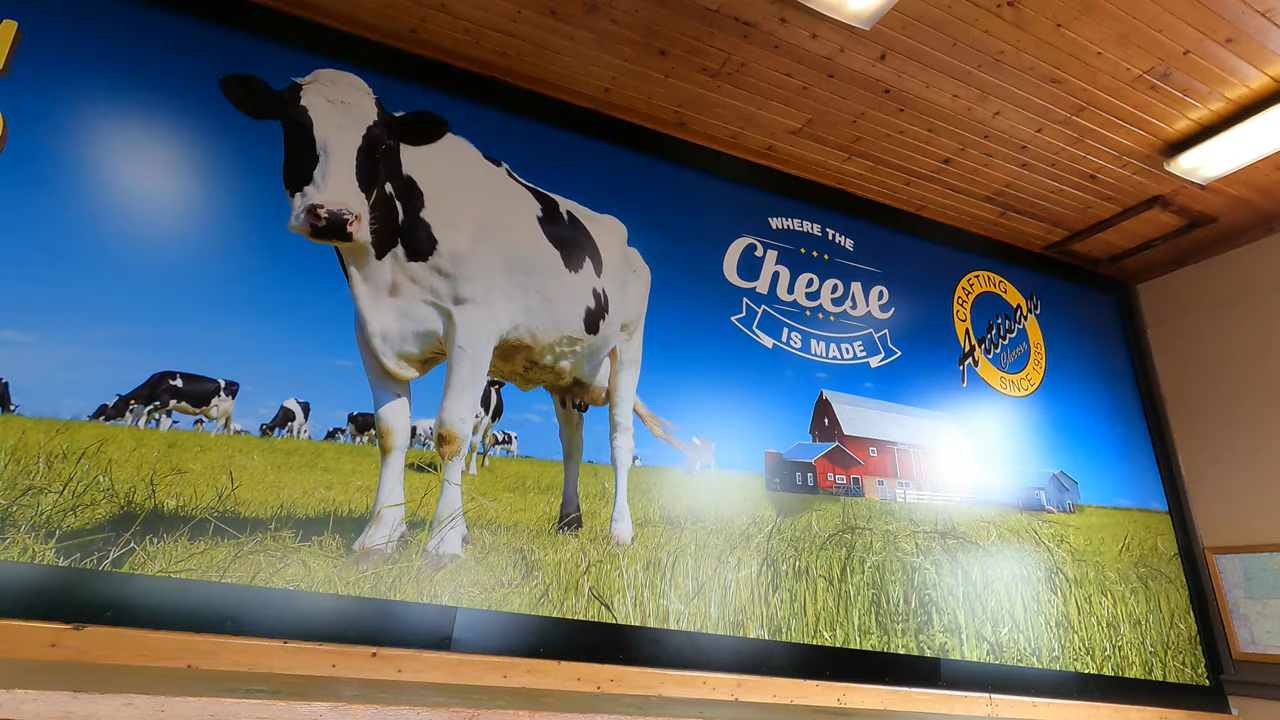 WHERE THE
Cheese
IS MADE
CRAFTING
Artisan
Cheese
SINCE 1935